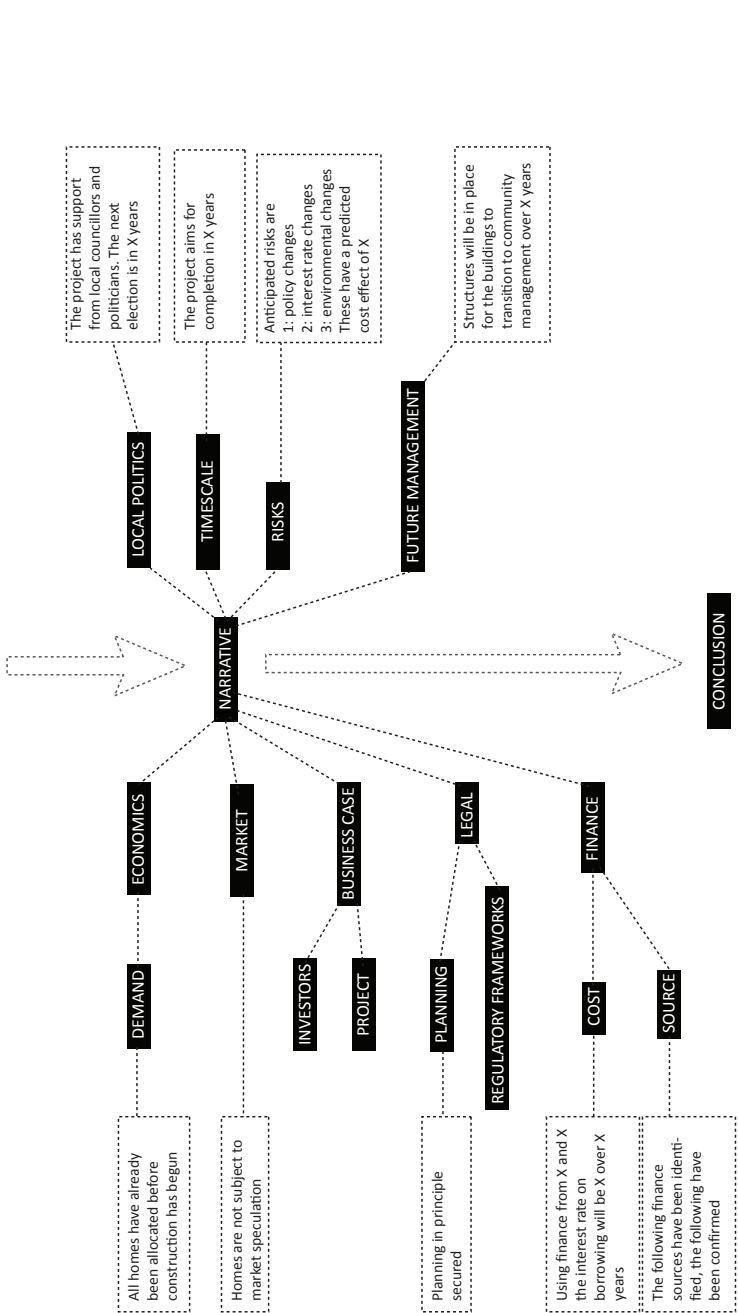 NARRATIVE
ECONOMICS
DEMAND
All homes have already
been allocated before
construction has begun
MARKET
Homes are not subject to
market speculation
BUSINESS CASE
INVESTORS
PROJECT
LEGAL
PLANNING
Planning in principle
secured
REGULATORY FRAMEWORKS
FINANCE
COST
Using finance from X and X
the interest rate on
borrowing will be X over X
years
SOURCE
The following finance
sources have been identi-
fied, the following have
been confirmed
LOCAL POLITICS
The project has support
from local councillors and
politicians. The next
election is in X years
TIMESCALE
The project aims for
completion in X years
RISKS
Anticipated risks are
1: policy changes
2: interest rate changes
3: environmental changes
These have a predicted
cost effect of X
FUTURE MANAGEMENT
Structures will be in place
for the buildings to
transition to community
management over X years
CONCLUSION